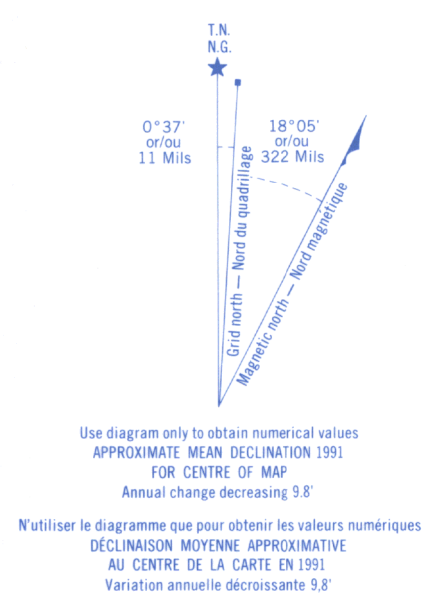 T.N.
N.G.
0°37'
or/ou
11 Mils
18°05'
or/ou
322 Mils
Grid north — Nord du quadrillage
Magnetic north — Nord magnétique
Use diagram only to obtain numerical values
APPROXIMATE MEAN DECLINATION 1991
FOR CENTRE OF MAP
Annual change decreasing 9.8'
N'utiliser le diagramme que pour obtenir les valeurs numériques
DÉCLINAISON MOYENNE APPROXIMATIVE
AU CENTRE DE LA CARTE EN 1991
Variation annuelle décroissante 9,8'